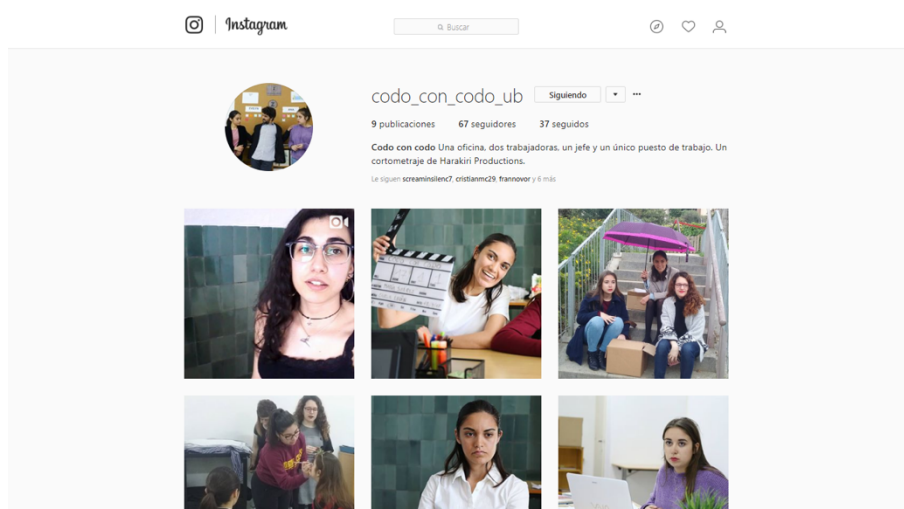 Instagram
Buscar
codo_con_codo_ub Siguiendo
9 publicaciones 67 seguidores 37 seguidos
Codo con codo Una oficina, dos trabajadoras, un jefe y un único puesto de trabajo. Un
cortometraje de Harakiri Productions.
Le siguen screaminsilenc7, cristianmc29, frannovor y 6 más